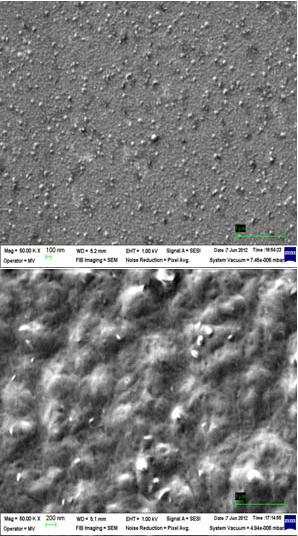 Mag = 50.00 K X 100 nm WD = 5.2 mm EHT = 1.00 kV Signal A = SESI Date :7 Jun 2012 Time :16:54:03
Operator = MV FIB Imaging = SEM Noise Reduction = Pixel Avg. System Vacuum = 7.46e-006 mbar
Mag = 50.00 K X 200 nm WD = 5.1 mm EHT = 1.00 kV Signal A = SESI Date :7 Jun 2012 Time :17:14:56
Operator = MV FIB Imaging = SEM Noise Reduction = Pixel Avg. System Vacuum = 4.94e-006 mbar